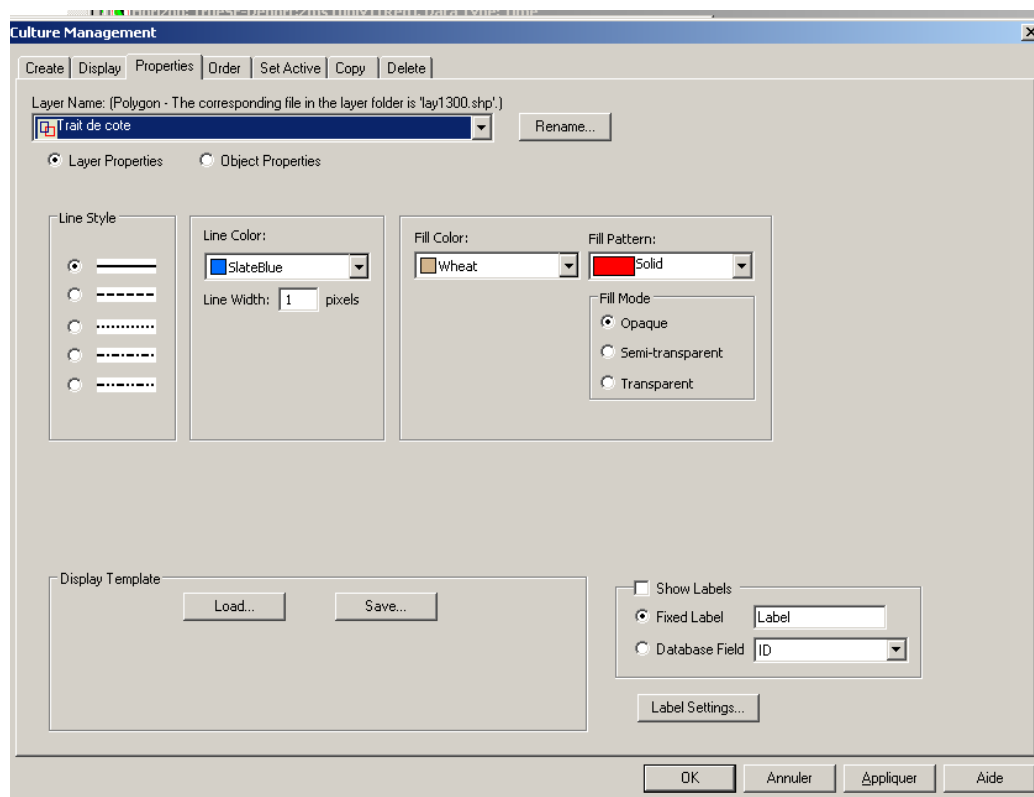 Culture Management
Create Display Properties Order Set Active Copy Delete
Layer Name: (Polygon - The corresponding file in the layer folder is 'lay1300.shp'.)
Trait de cote Rename...
Layer Properties Object Properties
Line Style
Line Color:
SlateBlue
Line Width: 1 pixels
Fill Color: Fill Pattern:
Wheat Solid
Fill Mode
Opaque
Semi-transparent
Transparent
Display Template
Load... Save...
Show Labels
Fixed Label Label
Database Field ID
Label Settings...
OK Annuler Appliquer Aide